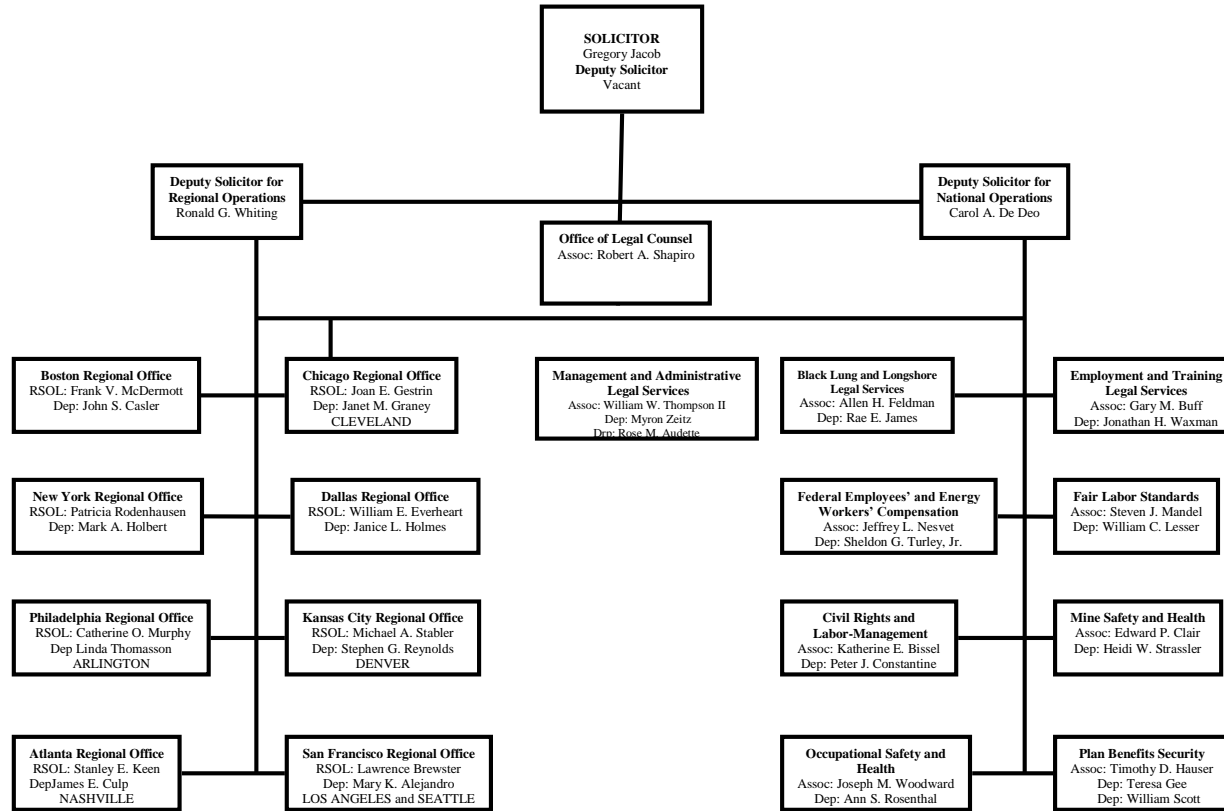 SOLICITOR
Gregory Jacob
Deputy Solicitor
Vacant
Deputy Solicitor for
Regional Operations
Ronald G. Whiting
Deputy Solicitor for
National Operations
Carol A. De Deo
Office of Legal Counsel
Assoc: Robert A. Shapiro
Boston Regional Office
RSOL: Frank V. McDermott
Dep: John S. Casler
Chicago Regional Office
RSOL: Joan E. Gestrin
Dep: Janet M. Graney
CLEVELAND
Management and Administrative
Legal Services
Assoc: William W. Thompson II
Dep: Myron Zeitz
Drp: Rose M. Audette
Black Lung and Longshore
Legal Services
Assoc: Allen H. Feldman
Dep: Rae E. James
Employment and Training
Legal Services
Assoc: Gary M. Buff
Dep: Jonathan H. Waxman
New York Regional Office
RSOL: Patricia Rodenhausen
Dep: Mark A. Holbert
Dallas Regional Office
RSOL: William E. Everheart
Dep: Janice L. Holmes
Federal Employees' and Energy
Workers' Compensation
Assoc: Jeffrey L. Nesvet
Dep: Sheldon G. Turley, Jr.
Fair Labor Standards
Assoc: Steven J. Mandel
Dep: William C. Lesser
Philadelphia Regional Office
RSOL: Catherine O. Murphy
Dep Linda Thomasson
ARLINGTON
Kansas City Regional Office
RSOL: Michael A. Stabler
Dep: Stephen G. Reynolds
DENVER
Civil Rights and
Labor-Management
Assoc: Katherine E. Bissel
Dep: Peter J. Constantine
Mine Safety and Health
Assoc: Edward P. Clair
Dep: Heidi W. Strassler
Atlanta Regional Office
RSOL: Stanley E. Keen
DepJames E. Culp
NASHVILLE
San Francisco Regional Office
RSOL: Lawrence Brewster
Dep: Mary K. Alejandro
LOS ANGELES and SEATTLE
Occupational Safety and
Health
Assoc: Joseph M. Woodward
Dep: Ann S. Rosenthal
Plan Benefits Security
Assoc: Timothy D. Hauser
Dep: Teresa Gee
Dep: William Scott